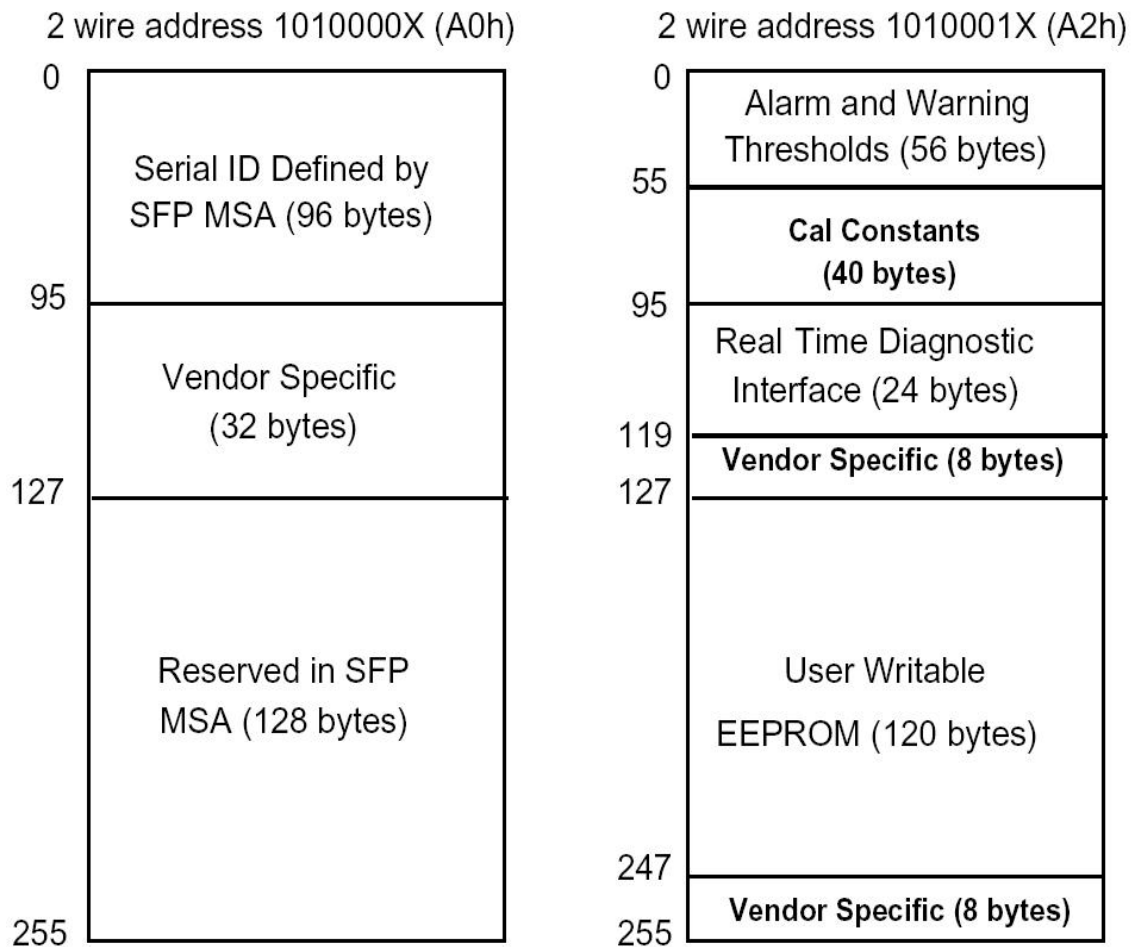 2 wire address 1010000X (A0h)
0
Serial ID Defined by
SFP MSA (96 bytes)
95
Vendor Specific
(32 bytes)
127
Reserved in SFP
MSA (128 bytes)
255
2 wire address 1010001X (A2h)
0
Alarm and Warning
Thresholds (56 bytes)
55
Cal Constants
(40 bytes)
95
Real Time Diagnostic
Interface (24 bytes)
119
Vendor Specific (8 bytes)
127
User Writable
EEPROM (120 bytes)
247
Vendor Specific (8 bytes)
255